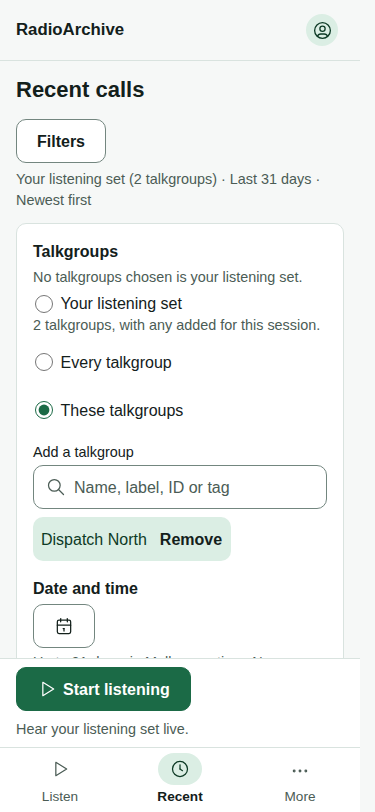 RadioArchive
Recent calls
Filters
Your listening set (2 talkgroups) · Last 31 days ·
Newest first
Talkgroups
No talkgroups chosen is your listening set.
Your listening set
2 talkgroups, with any added for this session.
Every talkgroup
These talkgroups
Add a talkgroup
Name, label, ID or tag
Dispatch North Remove
Date and time
Start listening
Hear your listening set live.
Listen Recent More